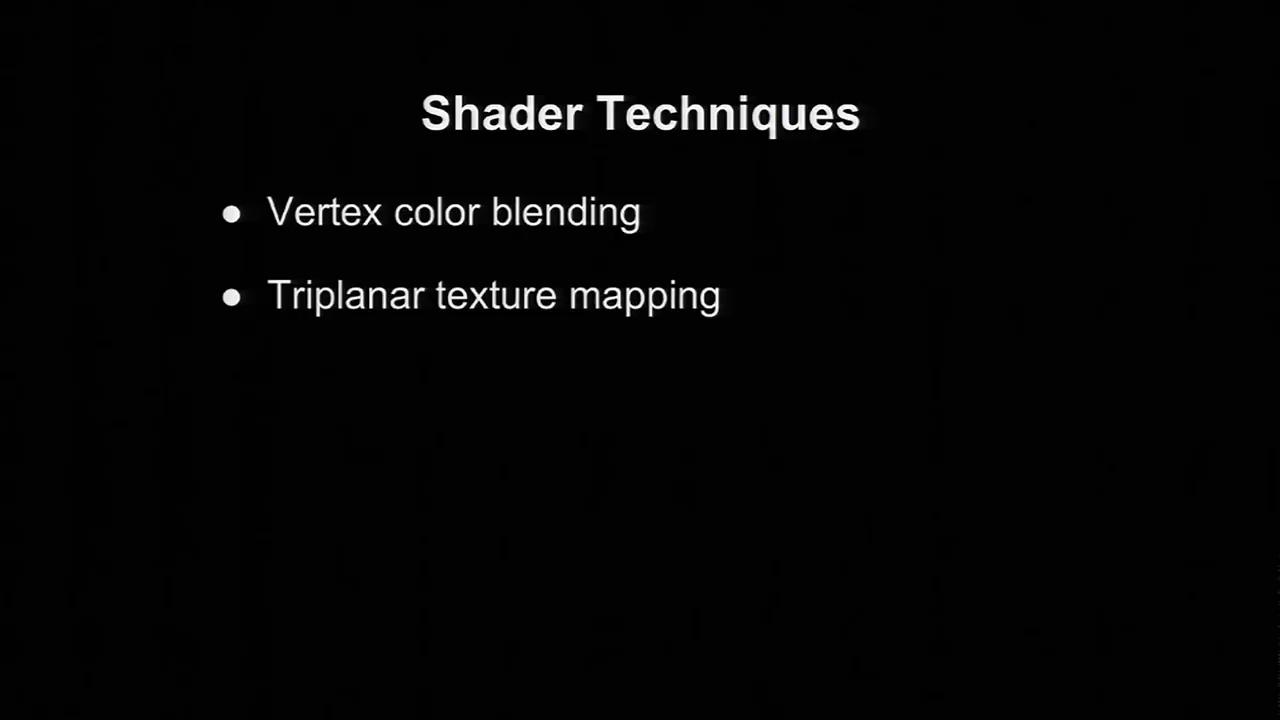 Shader Techniques
● Vertex color blending
● Triplanar texture mapping